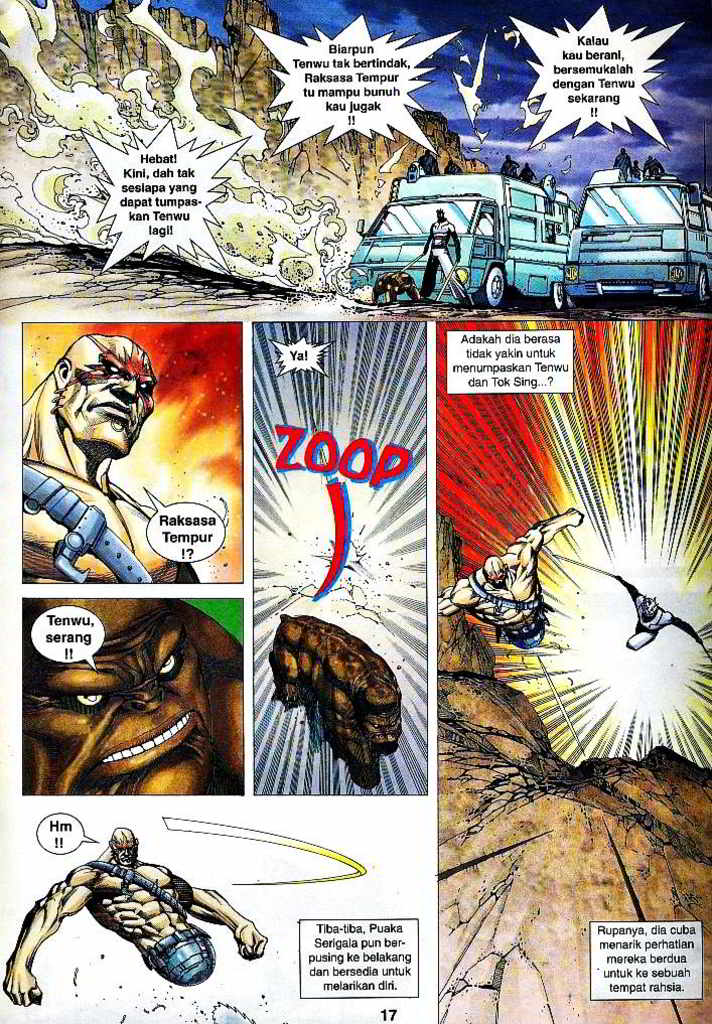 Hebat!
Kini, dah tak
sesiapa yang
dapat tumpas-
kan Tenwu
lagi!
Biarpun
Tenwu tak bertindak,
Raksasa Tempur
tu mampu bunuh
kau jugak
!!
Kalau
kau berani,
bersemukalah
dengan Tenwu
sekarang
!!
Raksasa
Tempur
!?
Tenwu,
serang
!!
Ya!
ZOOP
Adakah dia berasa
tidak yakin untuk
menumpaskan Tenwu
dan Tok Sing...?
Hm
!!
Tiba-tiba, Puaka
Serigala pun ber-
pusing ke belakang
dan bersedia untuk
melarikan diri.
Rupanya, dia cuba
menarik perhatian
mereka berdua
untuk ke sebuah
tempat rahsia.
17